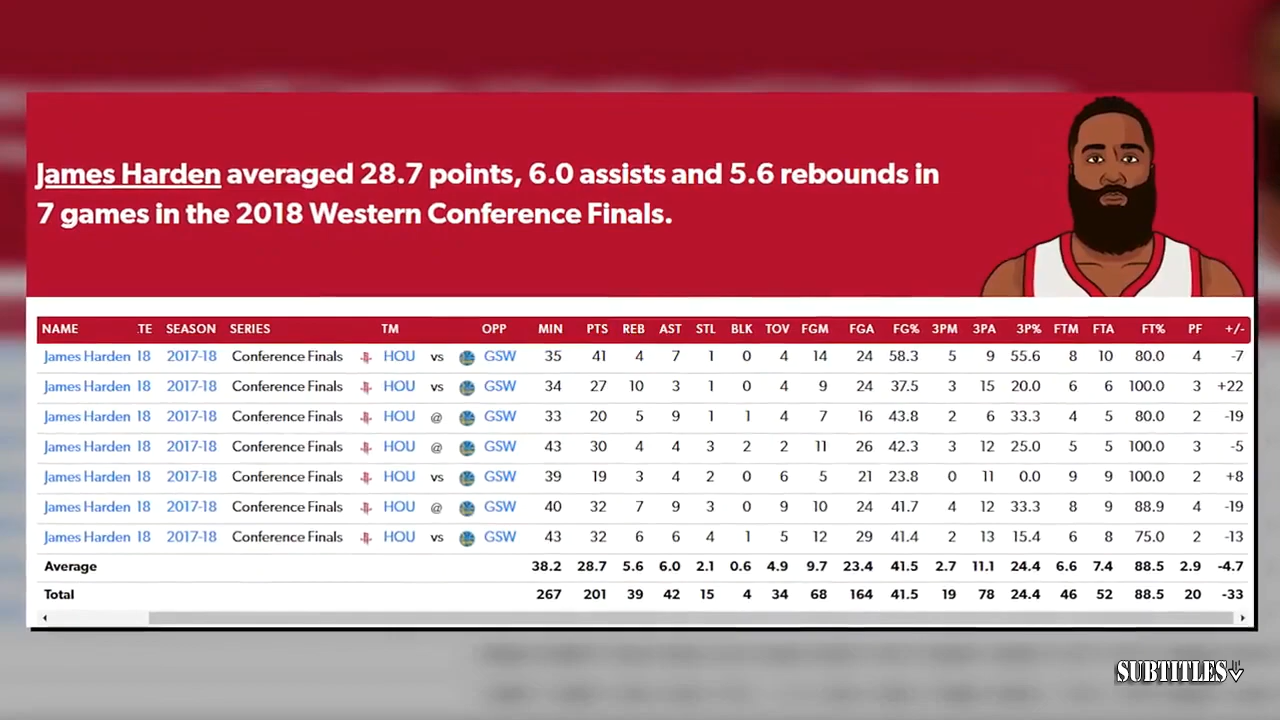 James Harden averaged 28.7 points, 6.0 assists and 5.6 rebounds in
7 games in the 2018 Western Conference Finals.
NAME TE SEASON SERIES TM OPP MIN PTS REB AST STL BLK TOV FGM FGA FG% 3PM 3PA 3P% FTM FTA FT% PF +/-
James Harden 18 2017-18 Conference Finals HOU vs GSW 35 41 4 7 1 0 4 14 24 58.3 5 9 55.6 8 10 80.0 4 -7
James Harden 18 2017-18 Conference Finals HOU vs GSW 34 27 10 3 1 0 4 9 24 37.5 3 15 20.0 6 6 100.0 3 +22
James Harden 18 2017-18 Conference Finals HOU @ GSW 33 20 5 9 1 1 4 7 16 43.8 2 6 33.3 4 5 80.0 2 -19
James Harden 18 2017-18 Conference Finals HOU @ GSW 43 30 4 4 3 2 2 11 26 42.3 3 12 25.0 5 5 100.0 3 -5
James Harden 18 2017-18 Conference Finals HOU vs GSW 39 19 3 4 2 0 6 5 21 23.8 0 11 0.0 9 9 100.0 2 +8
James Harden 18 2017-18 Conference Finals HOU @ GSW 40 32 7 9 3 0 9 10 24 41.7 4 12 33.3 8 9 88.9 4 -19
James Harden 18 2017-18 Conference Finals HOU vs GSW 43 32 6 6 4 1 5 12 29 41.4 2 13 15.4 6 8 75.0 2 -13
Average 38.2 28.7 5.6 6.0 2.1 0.6 4.9 9.7 23.4 41.5 2.7 11.1 24.4 6.6 7.4 88.5 2.9 -4.7
Total 267 201 39 42 15 4 34 68 164 41.5 19 78 24.4 46 52 88.5 20 -33
SUBTITLES